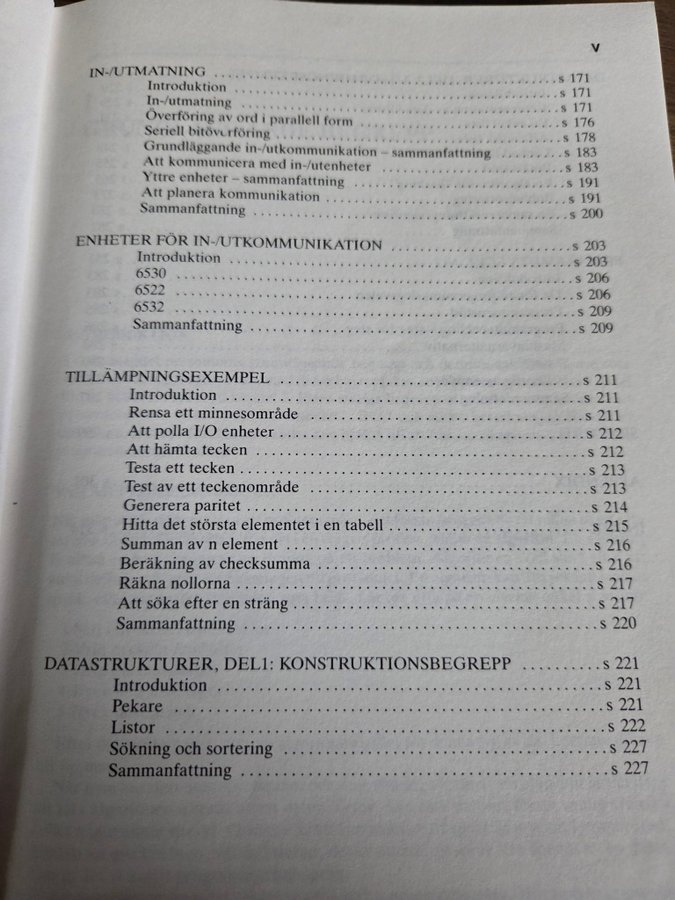 V
IN-/UTMATNING ........................................ s 171
Introduktion ........................................ s 171
In-/utmatning ........................................ s 171
Överföring av ord i parallell form ........................ s 176
Seriell bitöverföring ........................................ s 178
Grundläggande in-/utkommunikation – sammanfattning ............ s 183
Att kommunicera med in-/utenheter ........................ s 183
Yttre enheter – sammanfattning ........................ s 191
Att planera kommunikation ........................ s 191
Sammanfattning ........................................ s 200
ENHETER FÖR IN-/UTKOMMUNIKATION ........................ s 203
Introduktion ........................................ s 203
6530 ........................................ s 206
6522 ........................................ s 206
6532 ........................................ s 209
Sammanfattning ........................................ s 209
TILLÄMPNINGSEXEMPEL ........................................ s 211
Introduktion ........................................ s 211
Rensa ett minnesområde ........................ s 211
Att polla I/O enheter ........................ s 212
Att hämta tecken ........................ s 212
Testa ett tecken ........................ s 213
Test av ett teckenområde ........................ s 213
Generera paritet ........................ s 214
Hitta det största elementet i en tabell ........................ s 215
Summan av n element ........................ s 216
Beräkning av checksumma ........................ s 216
Räkna nollorna ........................ s 217
Att söka efter en sträng ........................ s 217
Sammanfattning ........................ s 220
DATASTRUKTURER, DEL1: KONSTRUKTIONSBEGREPP .......... s 221
Introduktion ........................................ s 221
Pekare ........................................ s 221
Listor ........................................ s 222
Sökning och sortering ........................ s 227
Sammanfattning ........................................ s 227